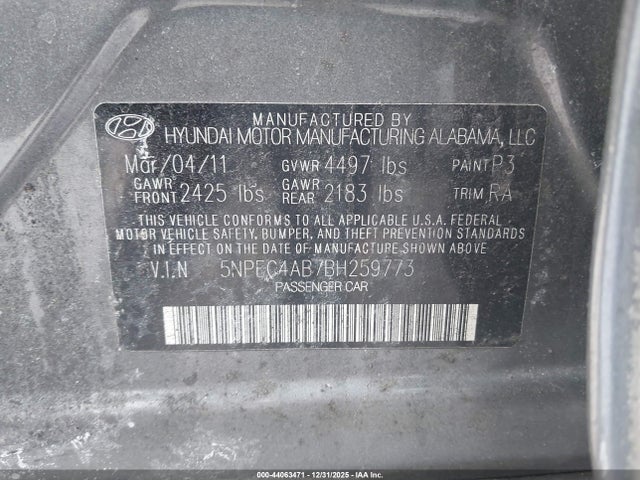 MANUFACTURED BY
HYUNDAI MOTOR MANUFACTURING ALABAMA, LLC
Mar/04/11 GVWR 4497 lbs PAINT P3
GAWR FRONT 2425 lbs GAWR REAR 2183 lbs TRIM RA
THIS VEHICLE CONFORMS TO ALL APPLICABLE U.S.A. FEDERAL
MOTOR VEHICLE SAFETY, BUMPER, AND THEFT PREVENTION STANDARDS
IN EFFECT ON THE DATE OF MANUFACTURE SHOWN ABOVE
V.I.N 5NPEC4AB7BH259773
PASSENGER CAR
000-44063471 - 12/31/2025 - IAA Inc.